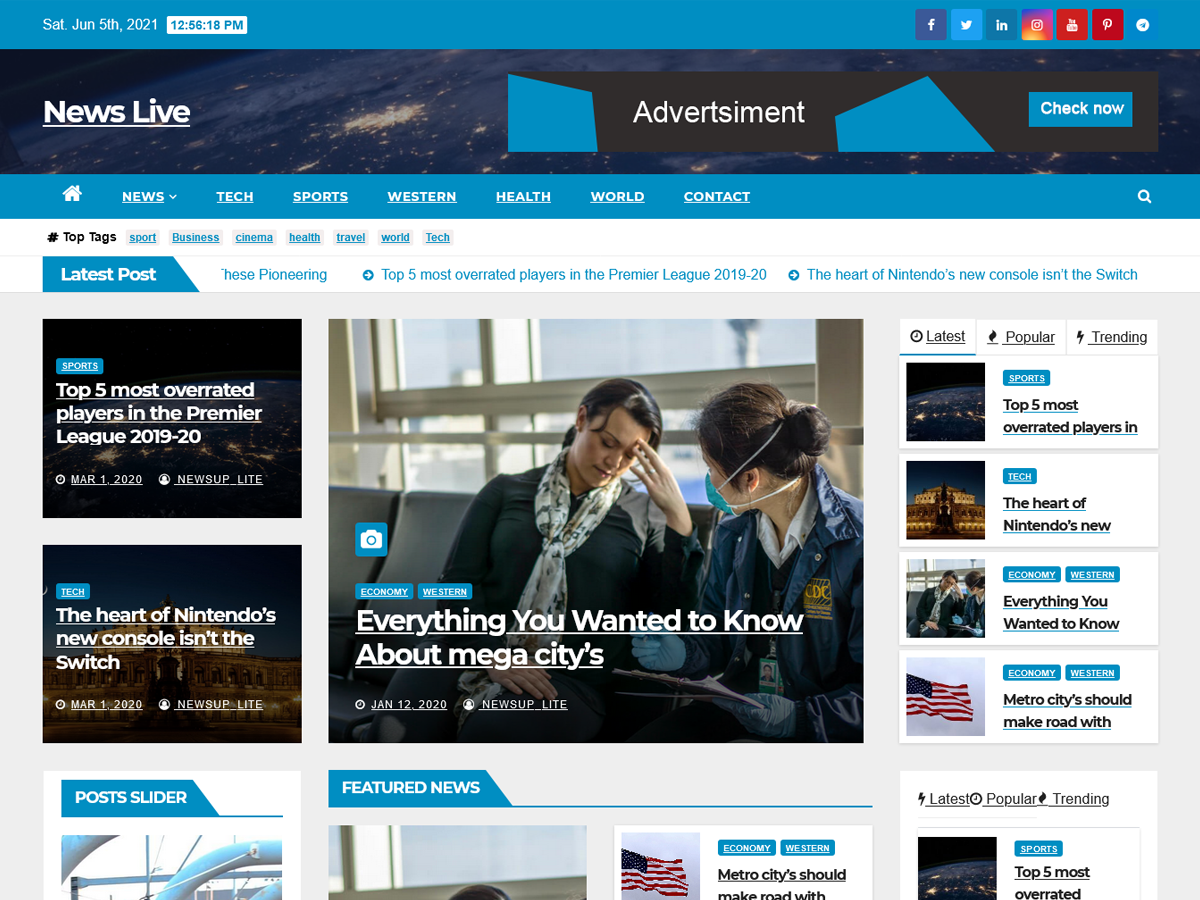 Sat. Jun 5th, 2021 12:56:18 PM
News Live
Advertsiment
Check now
NEWS TECH SPORTS WESTERN HEALTH WORLD CONTACT
# Top Tags sport Business cinema health travel world Tech
Latest Post
hese Pioneering Top 5 most overrated players in the Premier League 2019-20 The heart of Nintendo's new console isn't the Switch
SPORTS
Top 5 most overrated
players in the Premier
League 2019-20
MAR 1, 2020 NEWSUP_LITE
TECH
The heart of Nintendo's
new console isn't the
Switch
MAR 1, 2020 NEWSUP_LITE
CDC
ECONOMY WESTERN
Everything You Wanted to Know
About mega city's
JAN 12, 2020 NEWSUP_LITE
Latest Popular Trending
SPORTS
Top 5 most
overrated players in
TECH
The heart of
Nintendo's new
ECONOMY WESTERN
Everything You
Wanted to Know
ECONOMY WESTERN
Metro city's should
make road with
POSTS SLIDER
FEATURED NEWS
ECONOMY WESTERN
Metro city's should
make road with
Latest Popular Trending
SPORTS
Top 5 most
overrated